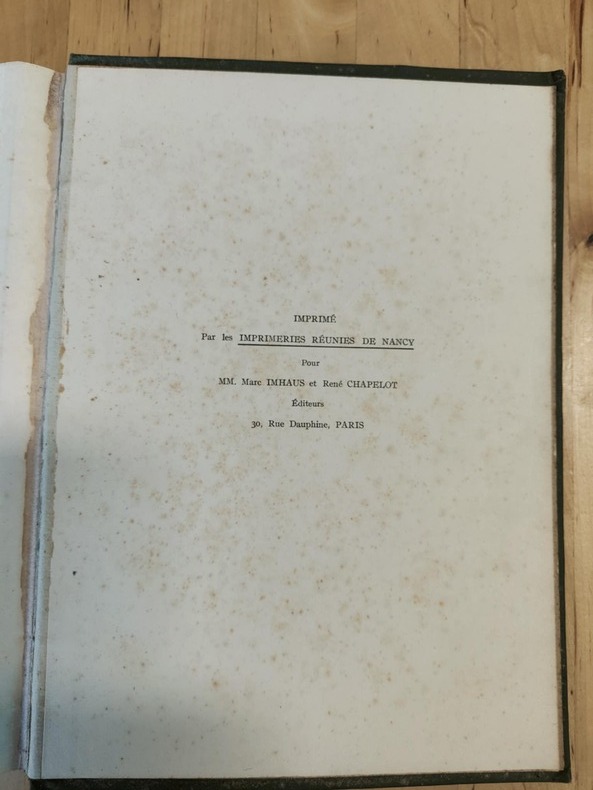 IMPRIMÉ
Par les IMPRIMERIES RÉUNIES DE NANCY
Pour
MM. Marc IMHAUS et René CHAPELOT
Éditeurs
30, Rue Dauphine, PARIS